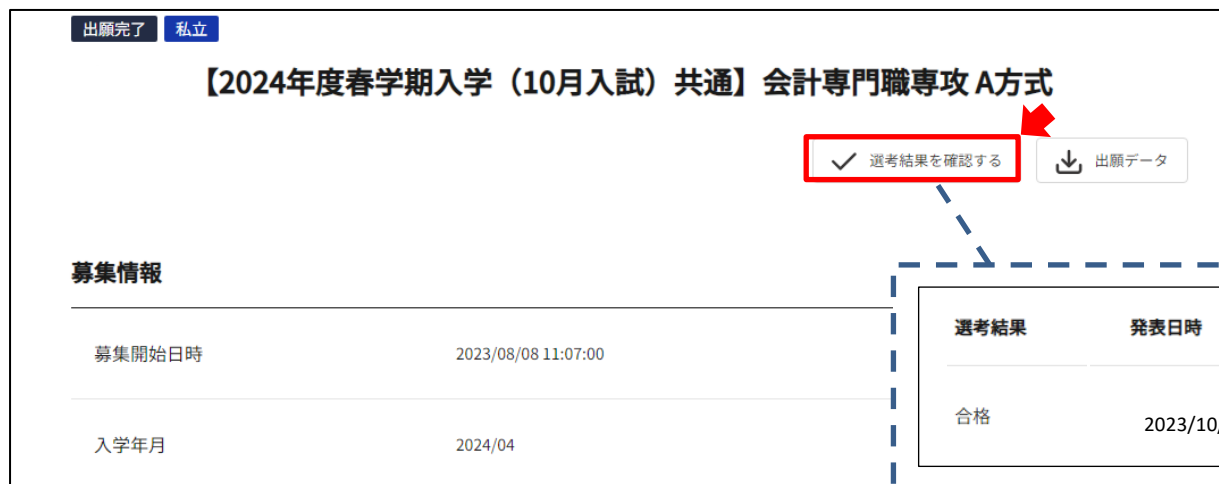 出願完了 私立
【2024年度春学期入学（10月入試）共通】会計専門職専攻 A方式
選考結果を確認する 出願データ
募集情報
募集開始日時 2023/08/08 11:07:00
入学年月 2024/04
選考結果 発表日時
合格 2023/10/